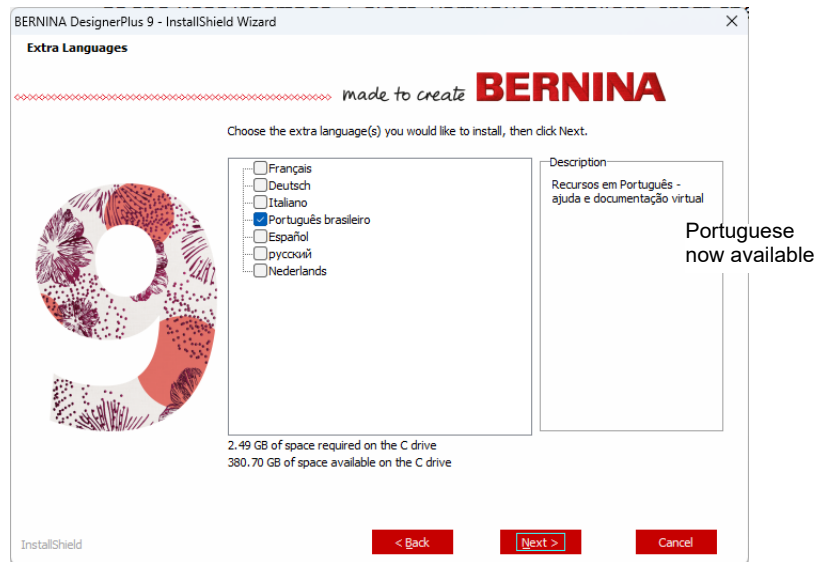 BERNINA DesignerPlus 9 - InstallShield Wizard
Extra Languages
made to create BERNINA
Choose the extra language(s) you would like to install, then click Next.
Français
Deutsch
Italiano
Português brasileiro
Español
русский
Nederlands
Description
Recursos em Português -
ajuda e documentação virtual
Portuguese
now available
9
2.49 GB of space required on the C drive
380.70 GB of space available on the C drive
InstallShield
< Back
Next >
Cancel